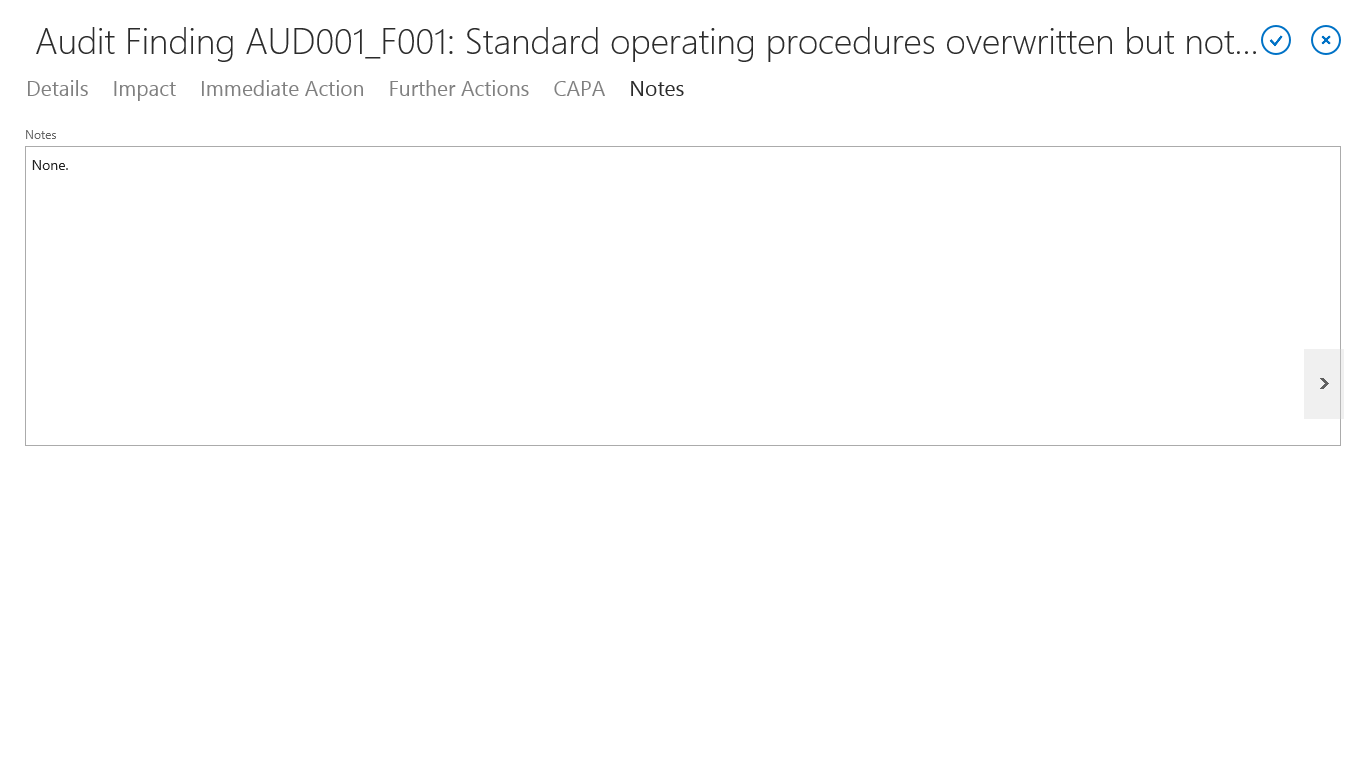 Audit Finding AUD001_F001: Standard operating procedures overwritten but not...
Details Impact Immediate Action Further Actions CAPA Notes
Notes
None.